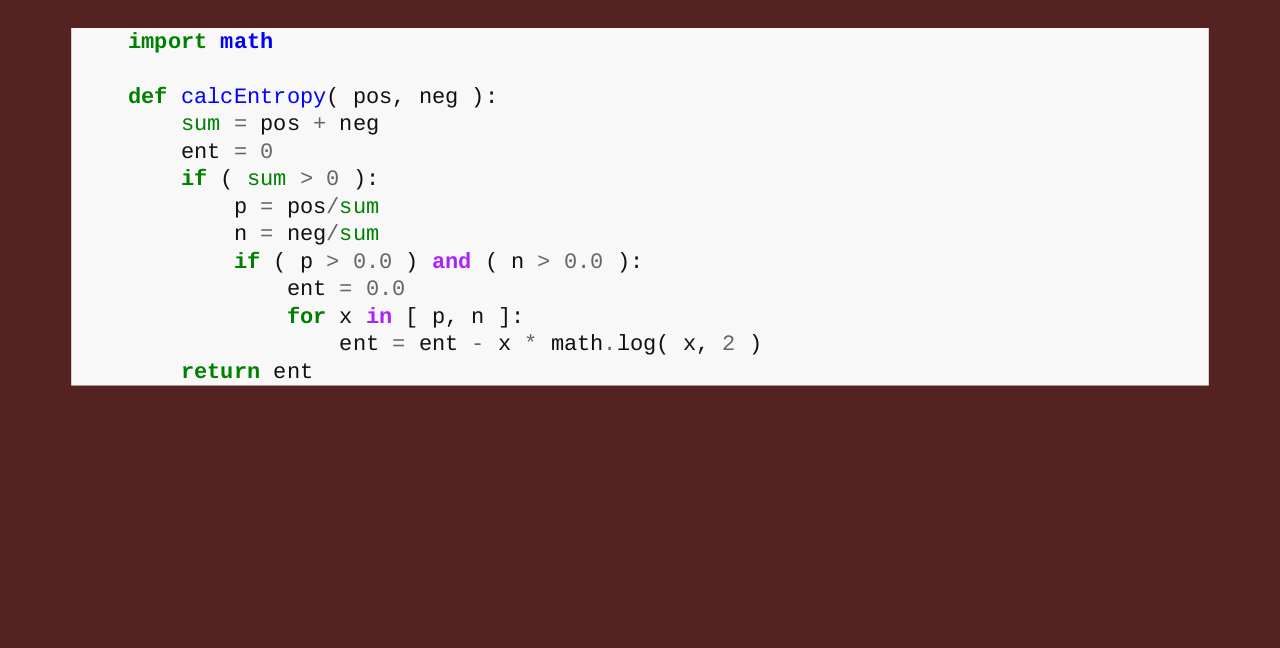 import math

def calcEntropy( pos, neg ):
    sum = pos + neg
    ent = 0
    if ( sum > 0 ):
        p = pos/sum
        n = neg/sum
        if ( p > 0.0 ) and ( n > 0.0 ):
            ent = 0.0
            for x in [ p, n ]:
                ent = ent - x * math.log( x, 2 )
    return ent